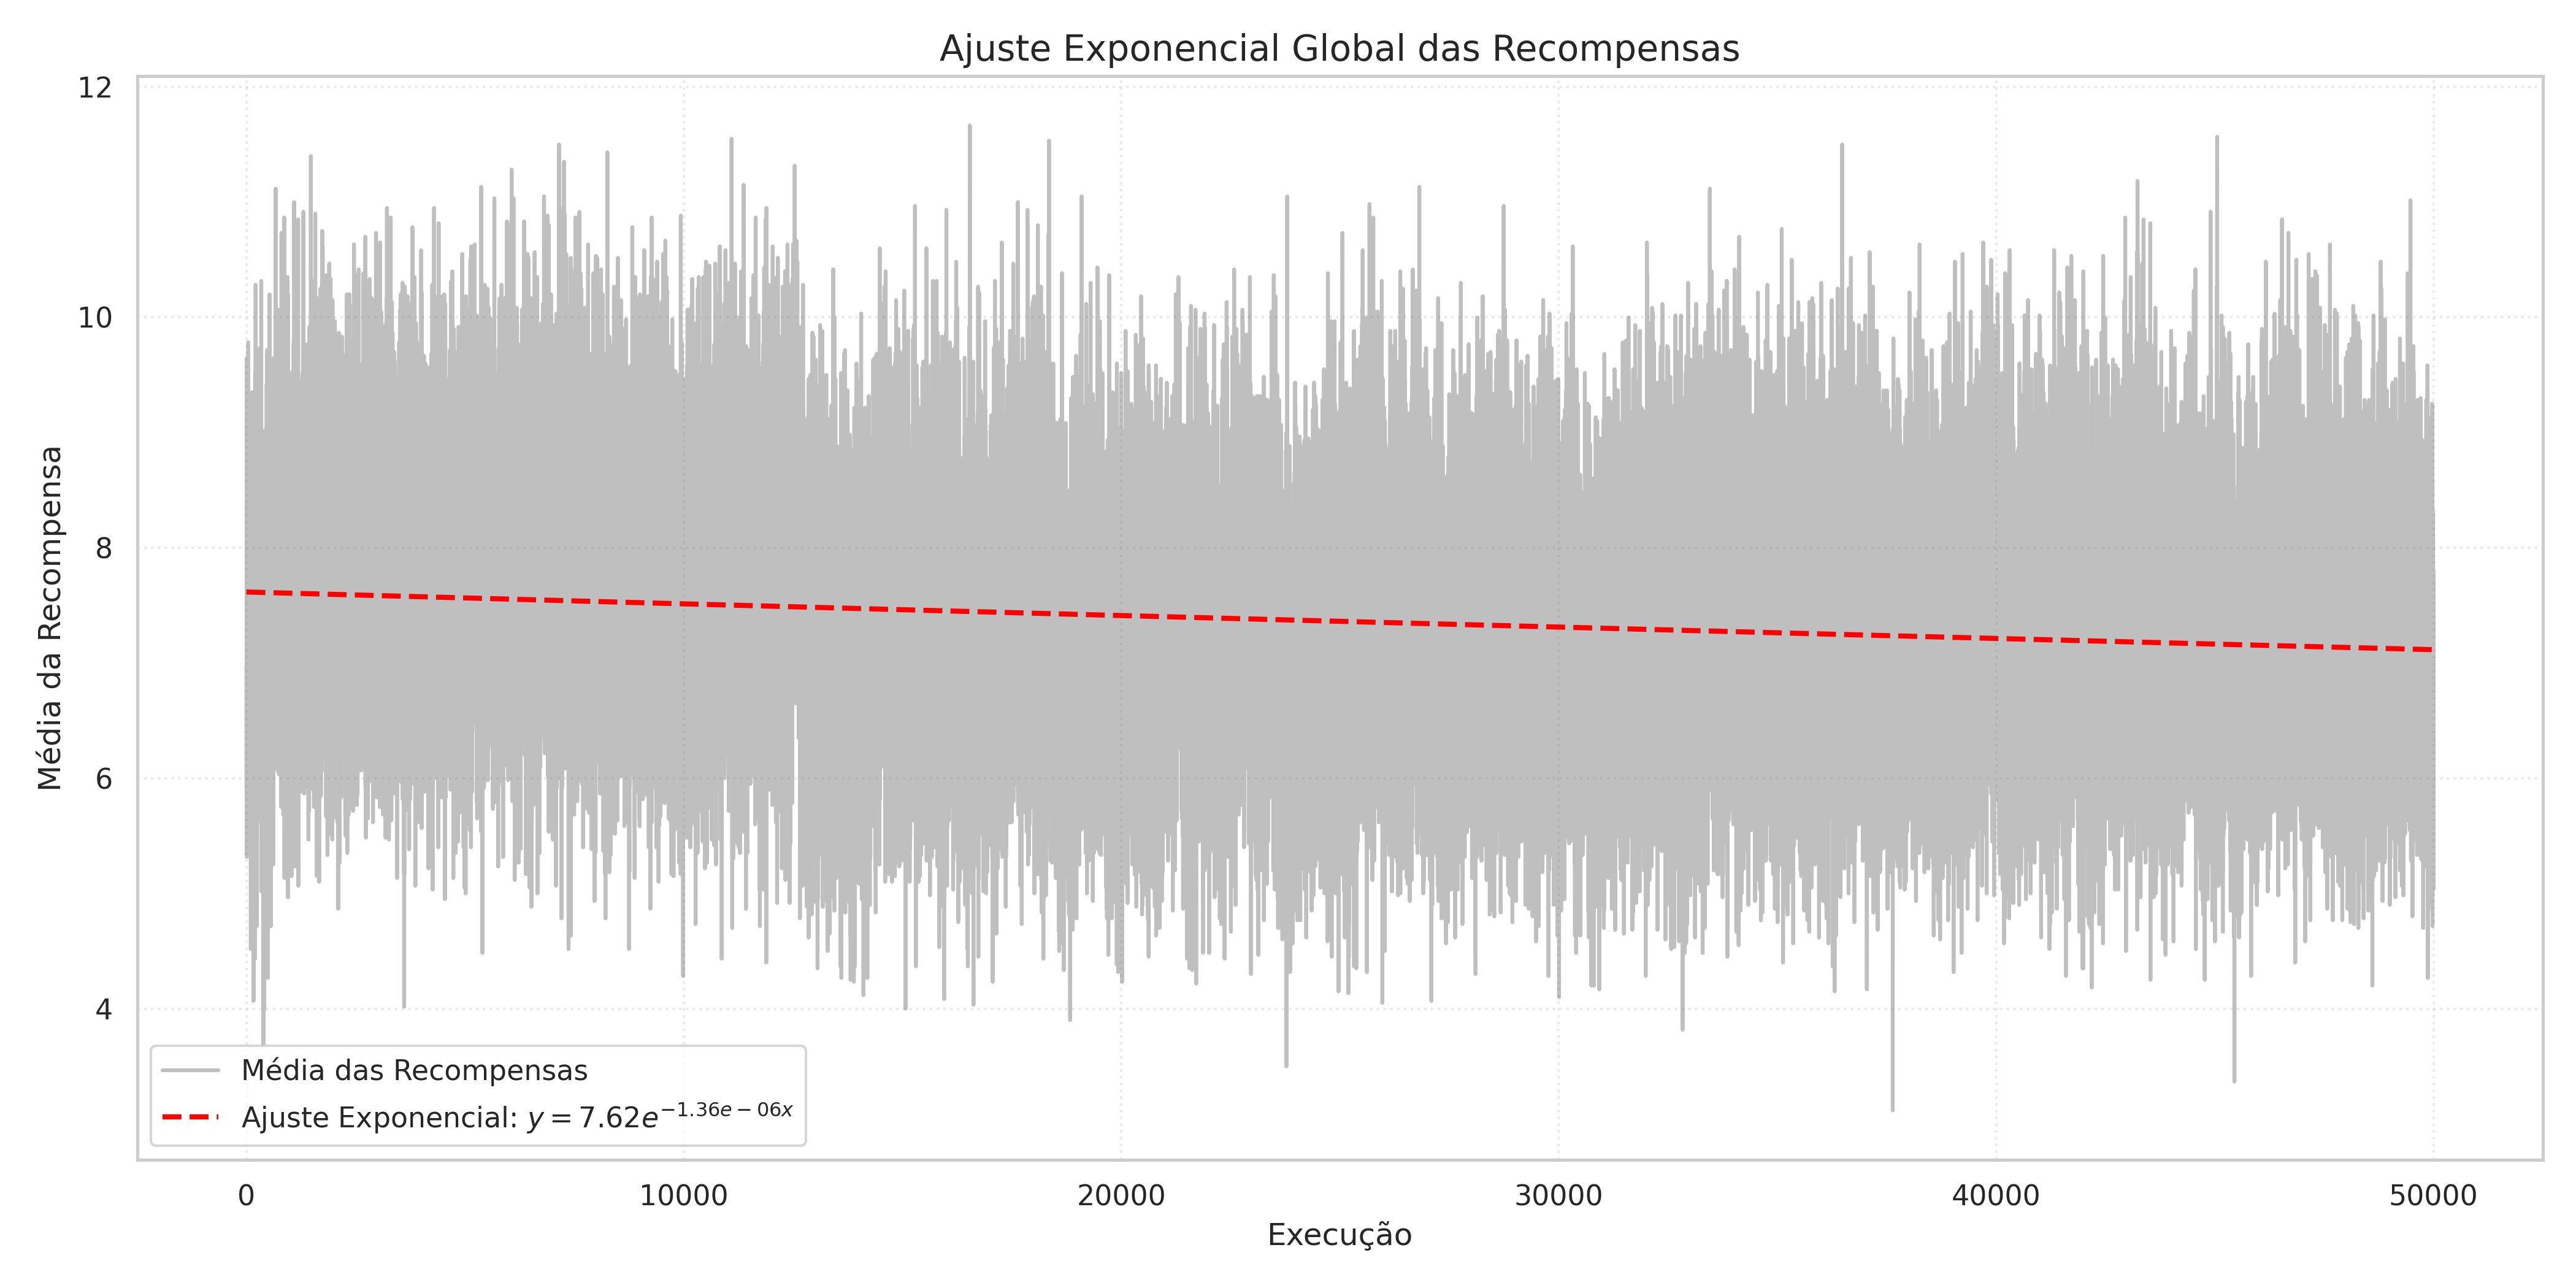 Ajuste Exponencial Global das Recompensas
12
10
8
6
4
Média da Recompensa
Média das Recompensas
Ajuste Exponencial: y = 7.62e^{−1.36e−06x}
0 10000 20000 30000 40000 50000
Execução